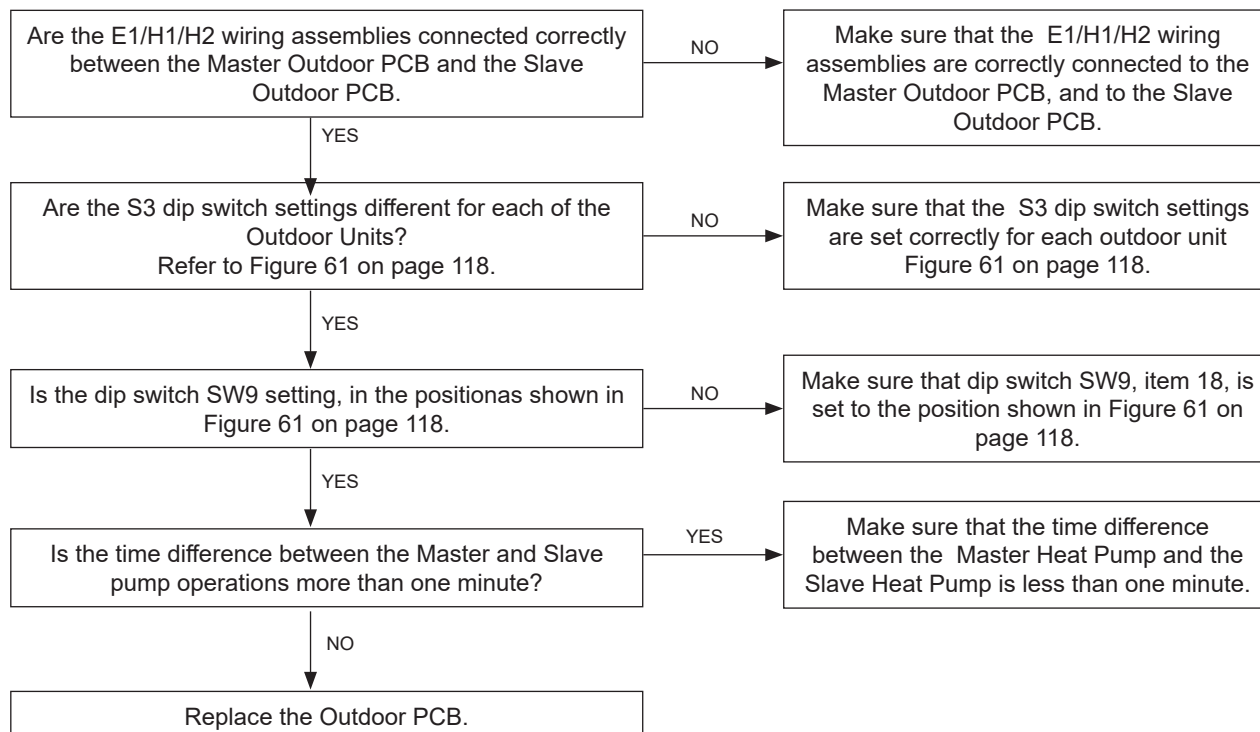 Are the E1/H1/H2 wiring assemblies connected correctly
between the Master Outdoor PCB and the Slave
Outdoor PCB.
NO
Make sure that the E1/H1/H2 wiring
assemblies are correctly connected to the
Master Outdoor PCB, and to the Slave
Outdoor PCB.
YES
Are the S3 dip switch settings different for each of the
Outdoor Units?
Refer to Figure 61 on page 118.
NO
Make sure that the S3 dip switch settings
are set correctly for each outdoor unit
Figure 61 on page 118.
YES
Is the dip switch SW9 setting, in the positionas shown in
Figure 61 on page 118.
NO
Make sure that dip switch SW9, item 18, is
set to the position shown in Figure 61 on
page 118.
YES
Is the time difference between the Master and Slave
pump operations more than one minute?
YES
Make sure that the time difference
between the Master Heat Pump and the
Slave Heat Pump is less than one minute.
NO
Replace the Outdoor PCB.